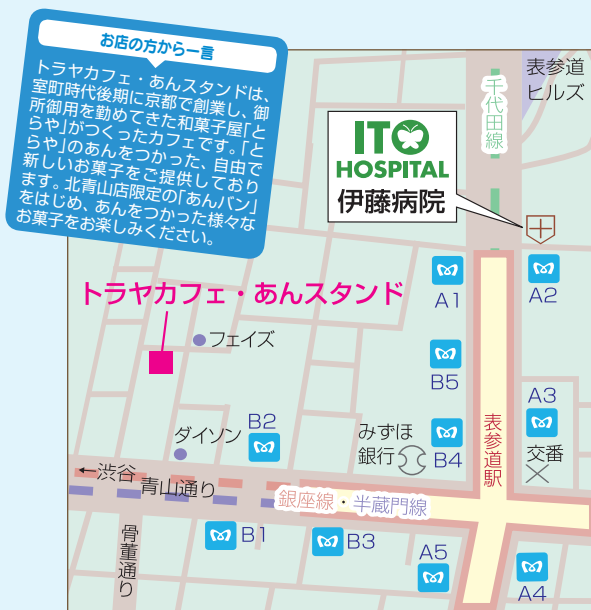 お店の方から一言
トラヤカフェ・あんスタンドは、
室町時代後期に京都で創業し、御
所御用を勤めてきた和菓子屋「と
らや」がつくったカフェです。「と
らや」のあんをつかった、自由で
新しいお菓子をご提供しており
ます。北青山店限定の「あんパン」
をはじめ、あんをつかった様々な
お菓子をお楽しみください。
表参道
ヒルズ
千代田線
ITO
HOSPITAL
伊藤病院
A1
A2
トラヤカフェ・あんスタンド
フェイズ
B5
A3
交番
B2
ダイソン
みずほ
銀行
B4
表参道駅
←渋谷
青山通り
銀座線・半蔵門線
骨董通り
B1
B3
A5
A4